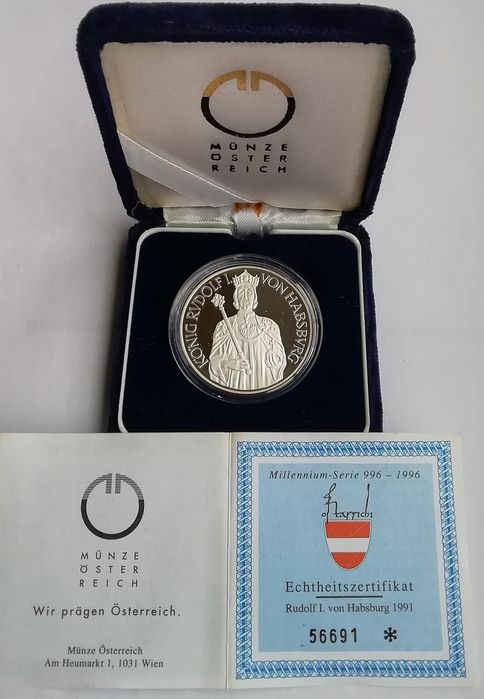 MÜNZE
ÖSTER
REICH
KÖNIG RUDOLF I. VON HABSBVRG
MÜNZE
ÖSTER
REICH
Wir prägen Österreich.
Münze Österreich
Am Heumarkt 1, 1031 Wien
Millennium-Serie 996 – 1996
Echtheitszertifikat
Rudolf I. von Habsburg 1991
56691 *